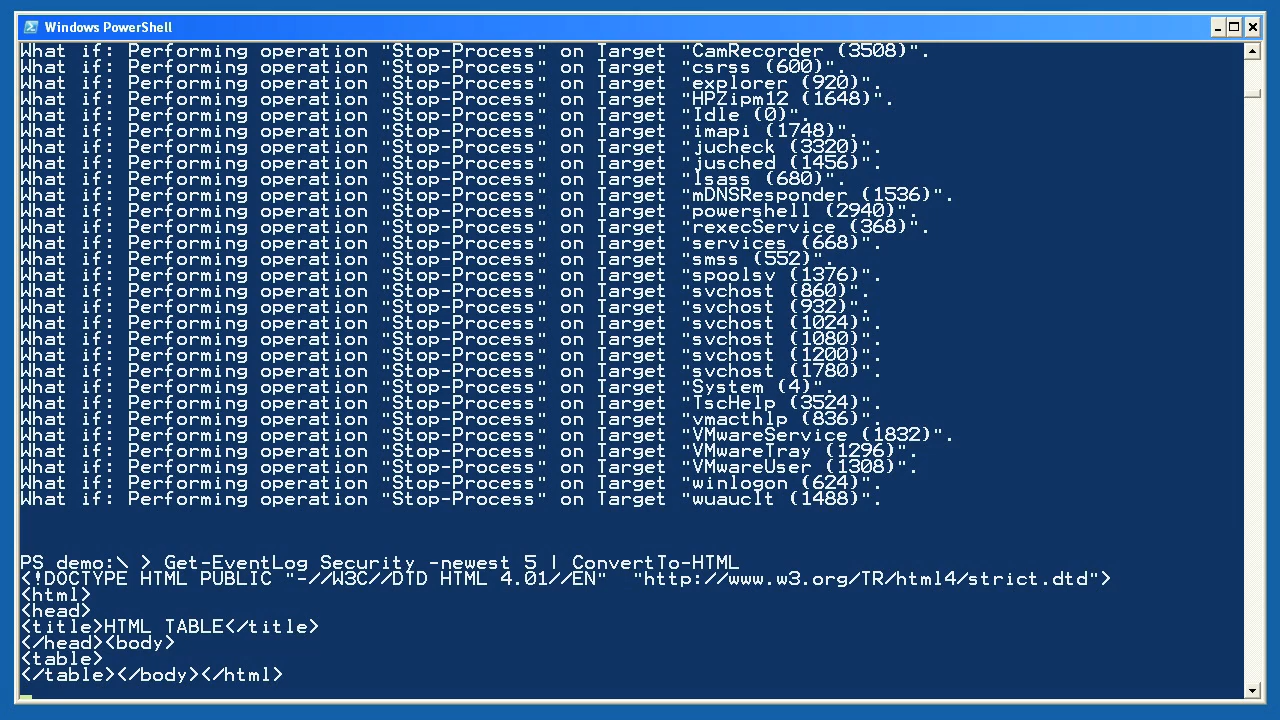 Windows PowerShell
What if: Performing operation "Stop-Process" on Target "CamRecorder (3508)".
What if: Performing operation "Stop-Process" on Target "csrss (600)".
What if: Performing operation "Stop-Process" on Target "explorer (920)".
What if: Performing operation "Stop-Process" on Target "HPZipm12 (1648)".
What if: Performing operation "Stop-Process" on Target "Idle (0)".
What if: Performing operation "Stop-Process" on Target "imapi (1748)".
What if: Performing operation "Stop-Process" on Target "jucheck (3320)".
What if: Performing operation "Stop-Process" on Target "jusched (1456)".
What if: Performing operation "Stop-Process" on Target "lsass (680)".
What if: Performing operation "Stop-Process" on Target "mDNSResponder (1536)".
What if: Performing operation "Stop-Process" on Target "powershell (2940)".
What if: Performing operation "Stop-Process" on Target "rexecService (368)".
What if: Performing operation "Stop-Process" on Target "services (668)".
What if: Performing operation "Stop-Process" on Target "smss (552)".
What if: Performing operation "Stop-Process" on Target "spoolsv (1376)".
What if: Performing operation "Stop-Process" on Target "svchost (860)".
What if: Performing operation "Stop-Process" on Target "svchost (932)".
What if: Performing operation "Stop-Process" on Target "svchost (1024)".
What if: Performing operation "Stop-Process" on Target "svchost (1080)".
What if: Performing operation "Stop-Process" on Target "svchost (1200)".
What if: Performing operation "Stop-Process" on Target "svchost (1780)".
What if: Performing operation "Stop-Process" on Target "System (4)".
What if: Performing operation "Stop-Process" on Target "TscHelp (3524)".
What if: Performing operation "Stop-Process" on Target "vmacthlp (836)".
What if: Performing operation "Stop-Process" on Target "VMwareService (1832)".
What if: Performing operation "Stop-Process" on Target "VMwareTray (1296)".
What if: Performing operation "Stop-Process" on Target "VMwareUser (1308)".
What if: Performing operation "Stop-Process" on Target "winlogon (624)".
What if: Performing operation "Stop-Process" on Target "wuauclt (1488)".
PS demo:\ > Get-EventLog Security -newest 5 | ConvertTo-HTML
<!DOCTYPE HTML PUBLIC "-//W3C//DTD HTML 4.01//EN"  "http://www.w3.org/TR/html4/strict.dtd">
<html>
<head>
<title>HTML TABLE</title>
</head><body>
<table>
</table></body></html>